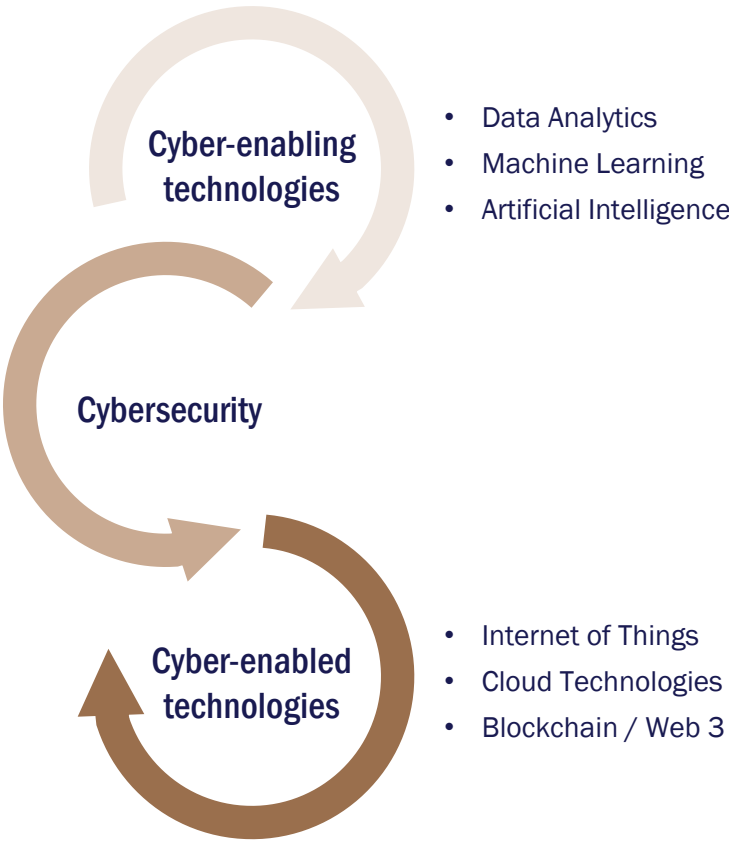 Cyber-enabling
technologies
• Data Analytics
• Machine Learning
• Artificial Intelligence
Cybersecurity
Cyber-enabled
technologies
• Internet of Things
• Cloud Technologies
• Blockchain / Web 3